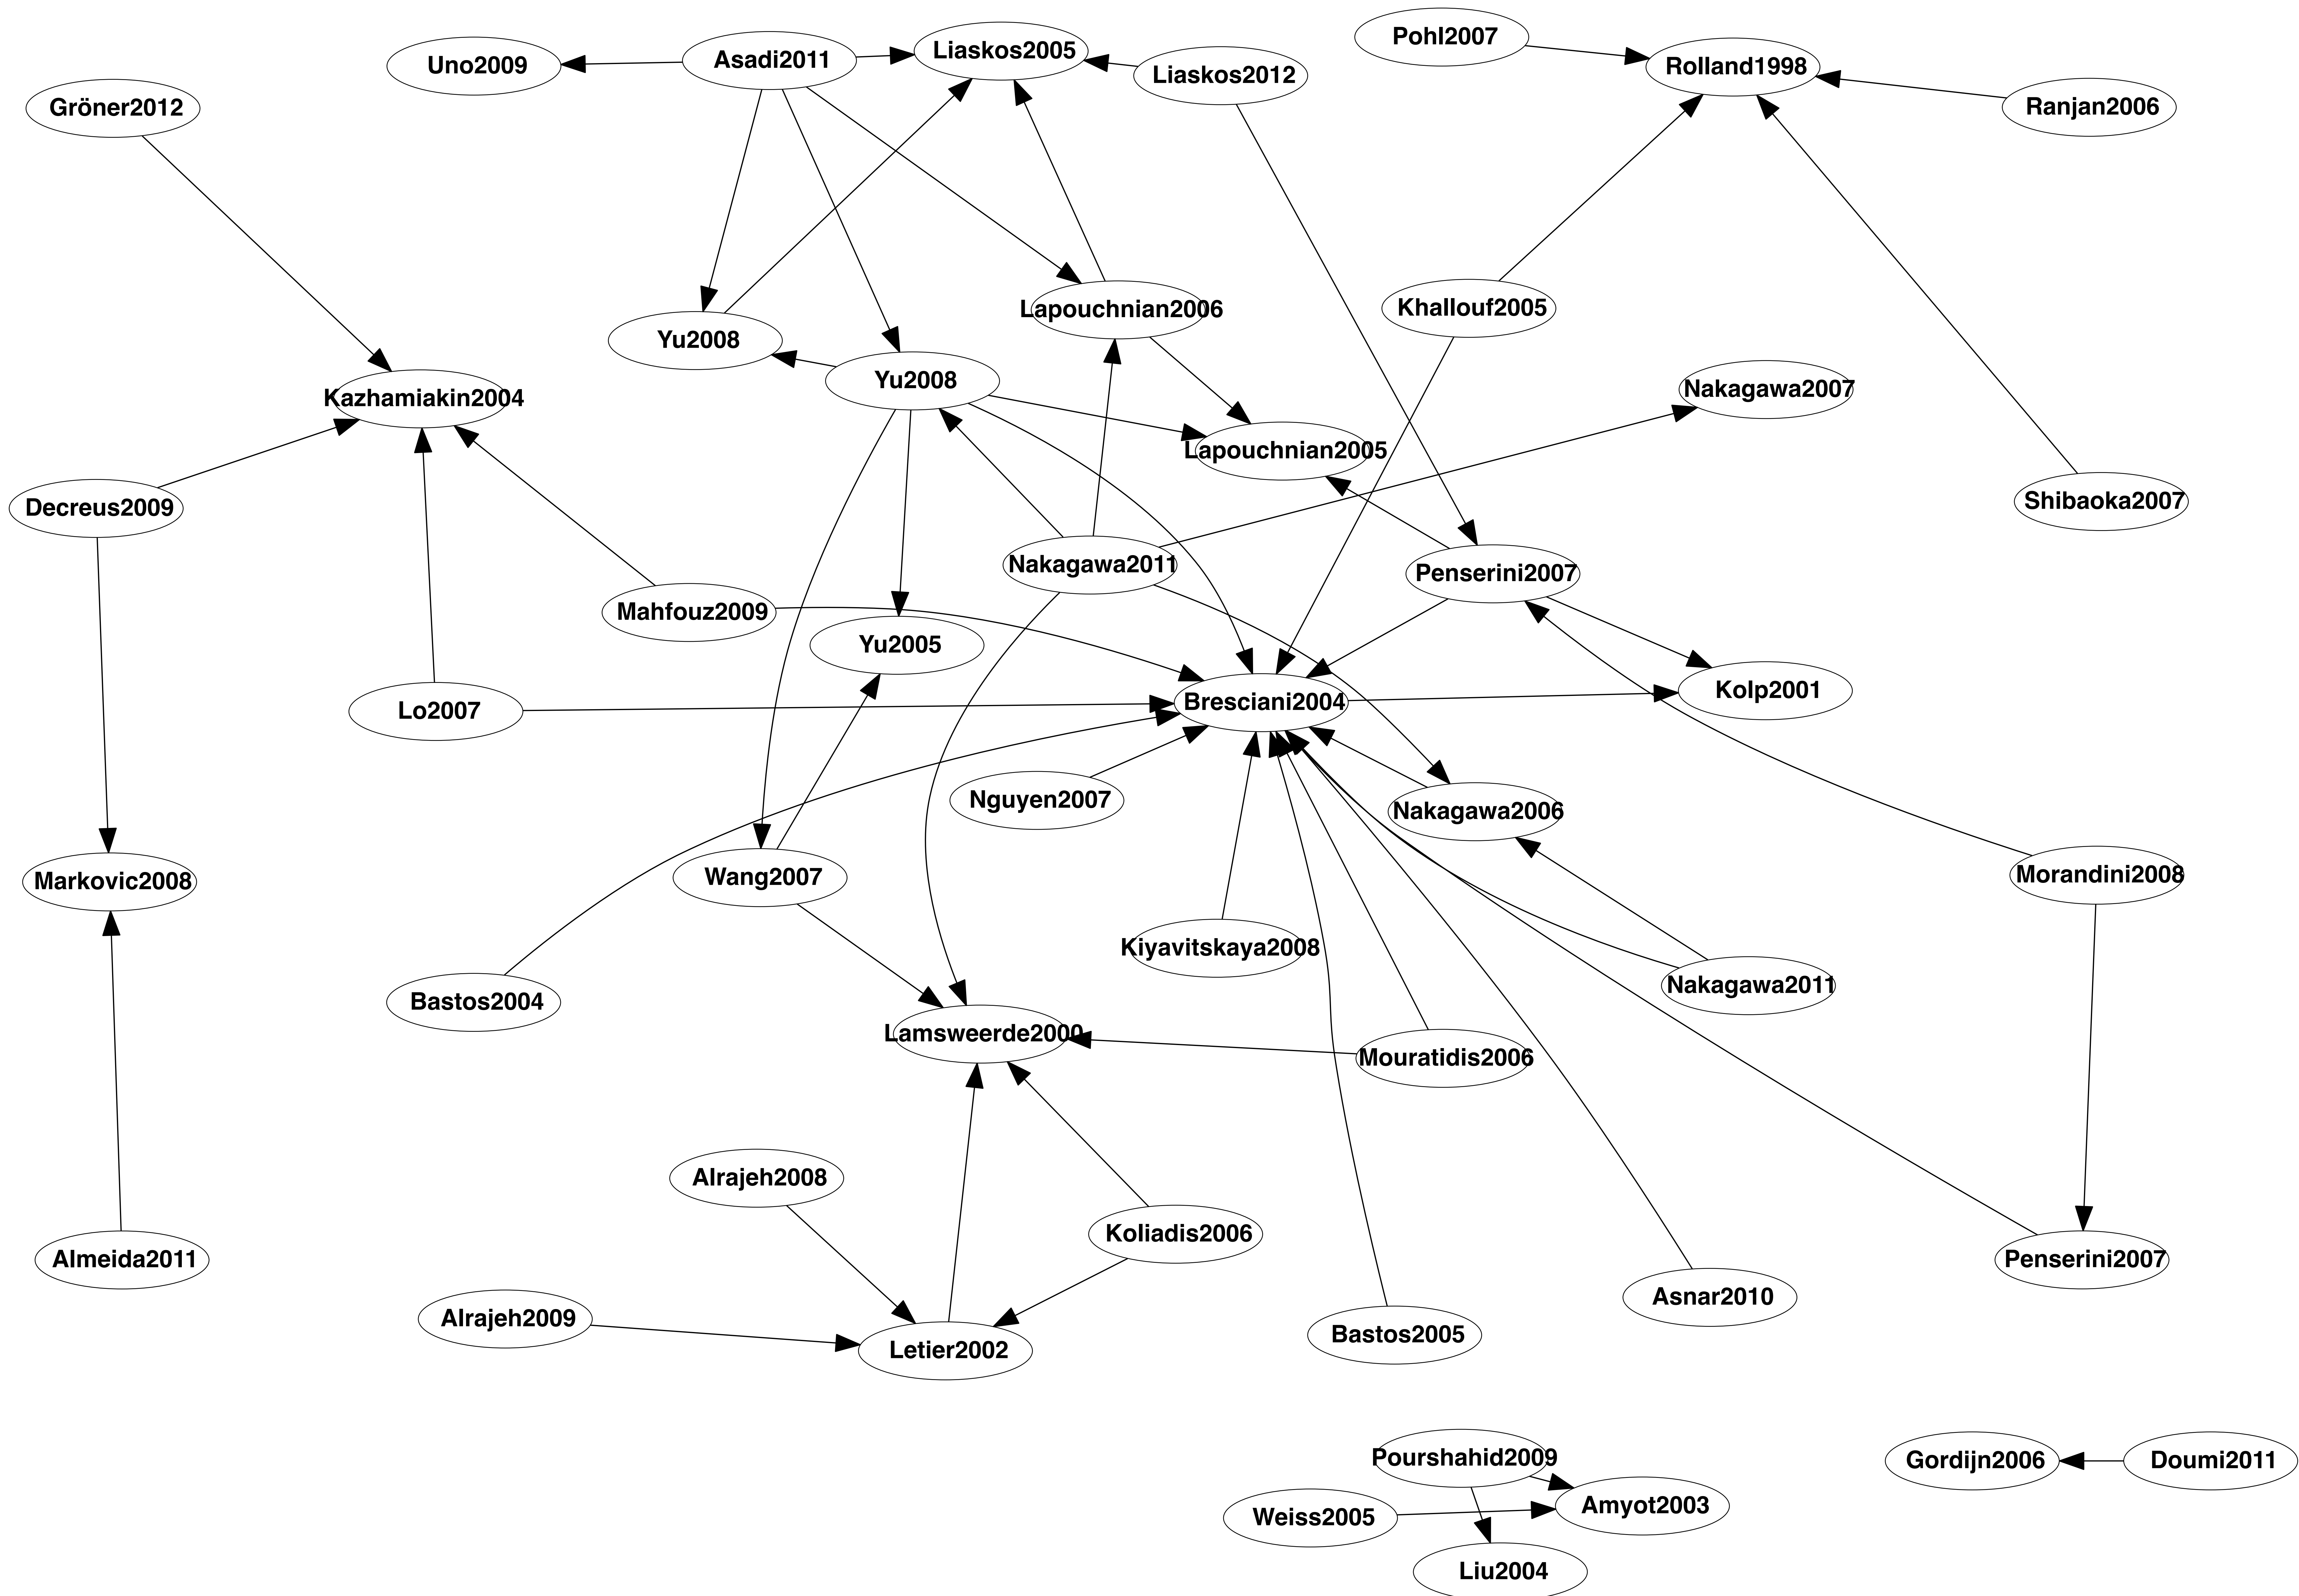 Pohl2007
Liaskos2005
Asadi2011
Uno2009
Rolland1998
Liaskos2012
Gröner2012
Ranjan2006
Khallouf2005
Lapouchnian2006
Yu2008
Yu2008
Nakagawa2007
Kazhamiakin2004
Lapouchnian2005
Shibaoka2007
Decreus2009
Nakagawa2011
Penserini2007
Mahfouz2009
Yu2005
Kolp2001
Bresciani2004
Lo2007
Nguyen2007
Nakagawa2006
Morandini2008
Wang2007
Markovic2008
Kiyavitskaya2008
Nakagawa2011
Bastos2004
Lamsweerde2000
Mouratidis2006
Alrajeh2008
Koliadis2006
Almeida2011
Penserini2007
Asnar2010
Alrajeh2009
Bastos2005
Letier2002
Pourshahid2009
Gordijn2006
Doumi2011
Amyot2003
Weiss2005
Liu2004